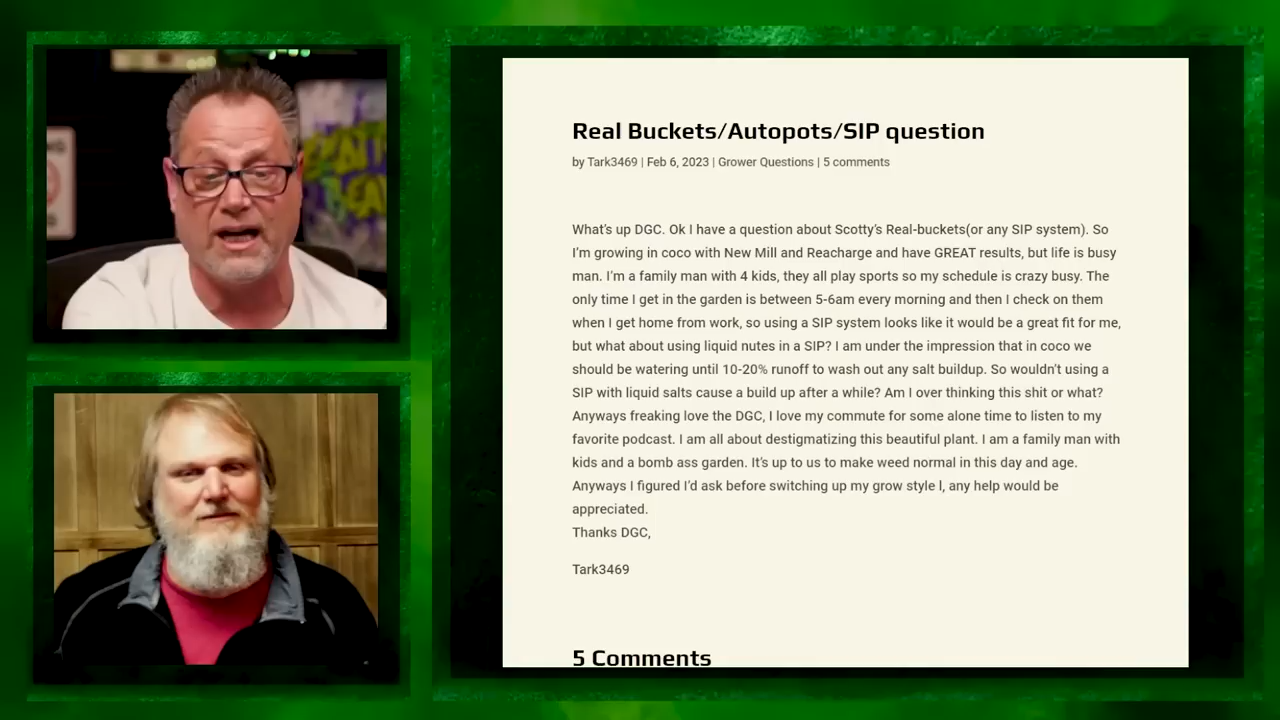 Real Buckets/Autopots/SIP question
by Tark3469 | Feb 6, 2023 | Grower Questions | 5 comments
What's up DGC. Ok I have a question about Scotty's Real-buckets(or any SIP system). So
I'm growing in coco with New Mill and Reacharge and have GREAT results, but life is busy
man. I'm a family man with 4 kids, they all play sports so my schedule is crazy busy. The
only time I get in the garden is between 5-6am every morning and then I check on them
when I get home from work, so using a SIP system looks like it would be a great fit for me,
but what about using liquid nutes in a SIP? I am under the impression that in coco we
should be watering until 10-20% runoff to wash out any salt buildup. So wouldn't using a
SIP with liquid salts cause a build up after a while? Am I over thinking this shit or what?
Anyways freaking love the DGC, I love my commute for some alone time to listen to my
favorite podcast. I am all about destigmatizing this beautiful plant. I am a family man with
kids and a bomb ass garden. It's up to us to make weed normal in this day and age.
Anyways I figured I'd ask before switching up my grow style l, any help would be
appreciated.
Thanks DGC,
Tark3469
5 Comments